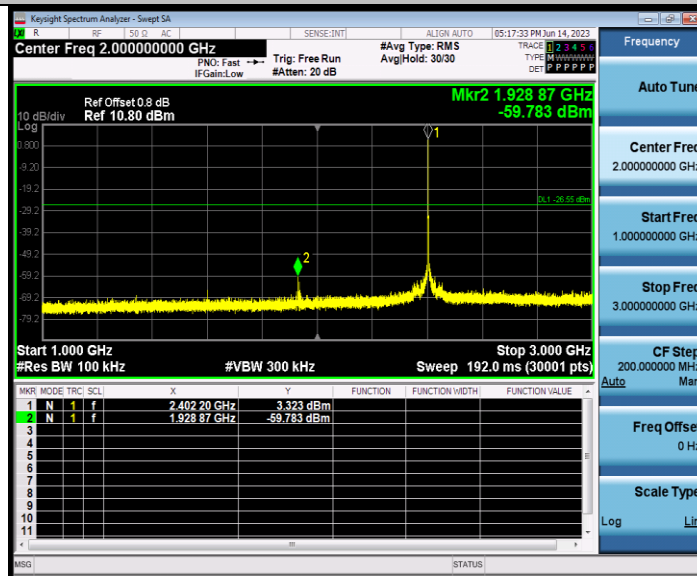 Keysight Spectrum Analyzer - Swept SA
LXI R RF 50 Ω AC SENSE:INT ALIGN AUTO 05:17:33 PM Jun 14, 2023
Center Freq 2.000000000 GHz
PNO: Fast
IFGain:Low
Trig: Free Run
#Atten: 20 dB
#Avg Type: RMS
Avg|Hold: 30/30
TRACE 1 2 3 4 5 6
TYPE M WWWWW
DET P P P P P P
Ref Offset 0.8 dB
10 dB/div Ref 10.80 dBm
Mkr2 1.928 87 GHz
-59.783 dBm
Log
0.800
-9.20
-19.2
-29.2
-39.2
-49.2
-59.2
-69.2
-79.2
1
DL1 -26.55 dBm
2
Start 1.000 GHz Stop 3.000 GHz
#Res BW 100 kHz #VBW 300 kHz Sweep 192.0 ms (30001 pts)
MKR MODE TRC SCL X Y FUNCTION FUNCTION WIDTH FUNCTION VALUE
1 N 1 f 2.402 20 GHz 3.323 dBm
2 N 1 f 1.928 87 GHz -59.783 dBm
3
4
5
6
7
8
9
10
11
MSG STATUS
Frequency
Auto Tune
Center Freq
2.000000000 GHz
Start Freq
1.000000000 GHz
Stop Freq
3.000000000 GHz
CF Step
200.000000 MHz
Auto Man
Freq Offset
0 Hz
Scale Type
Log Lin